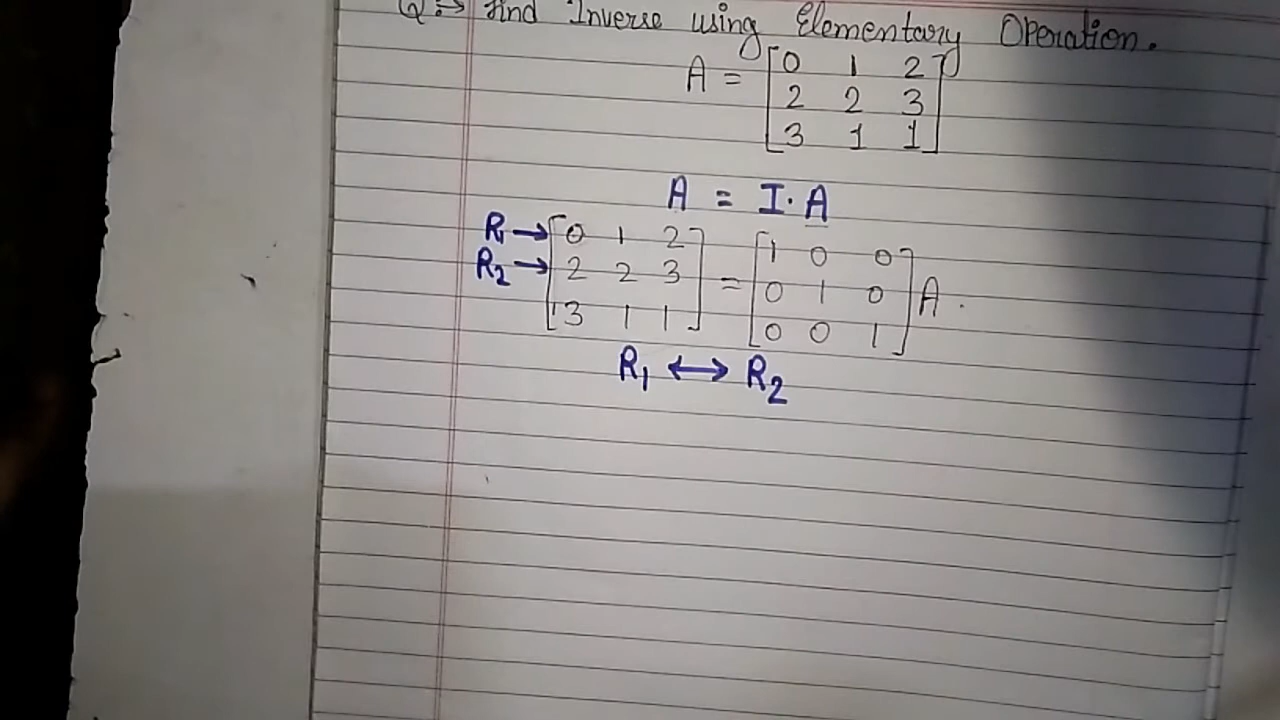 Q:⇒ Find Inverse using Elementary Operation.
A = [0 1 2
2 2 3
3 1 1]
A = I·A
R₁→ [0 1 2
R₂→ 2 2 3
3 1 1] = [1 0 0
0 1 0
0 0 1] A.
R₁ ↔ R₂